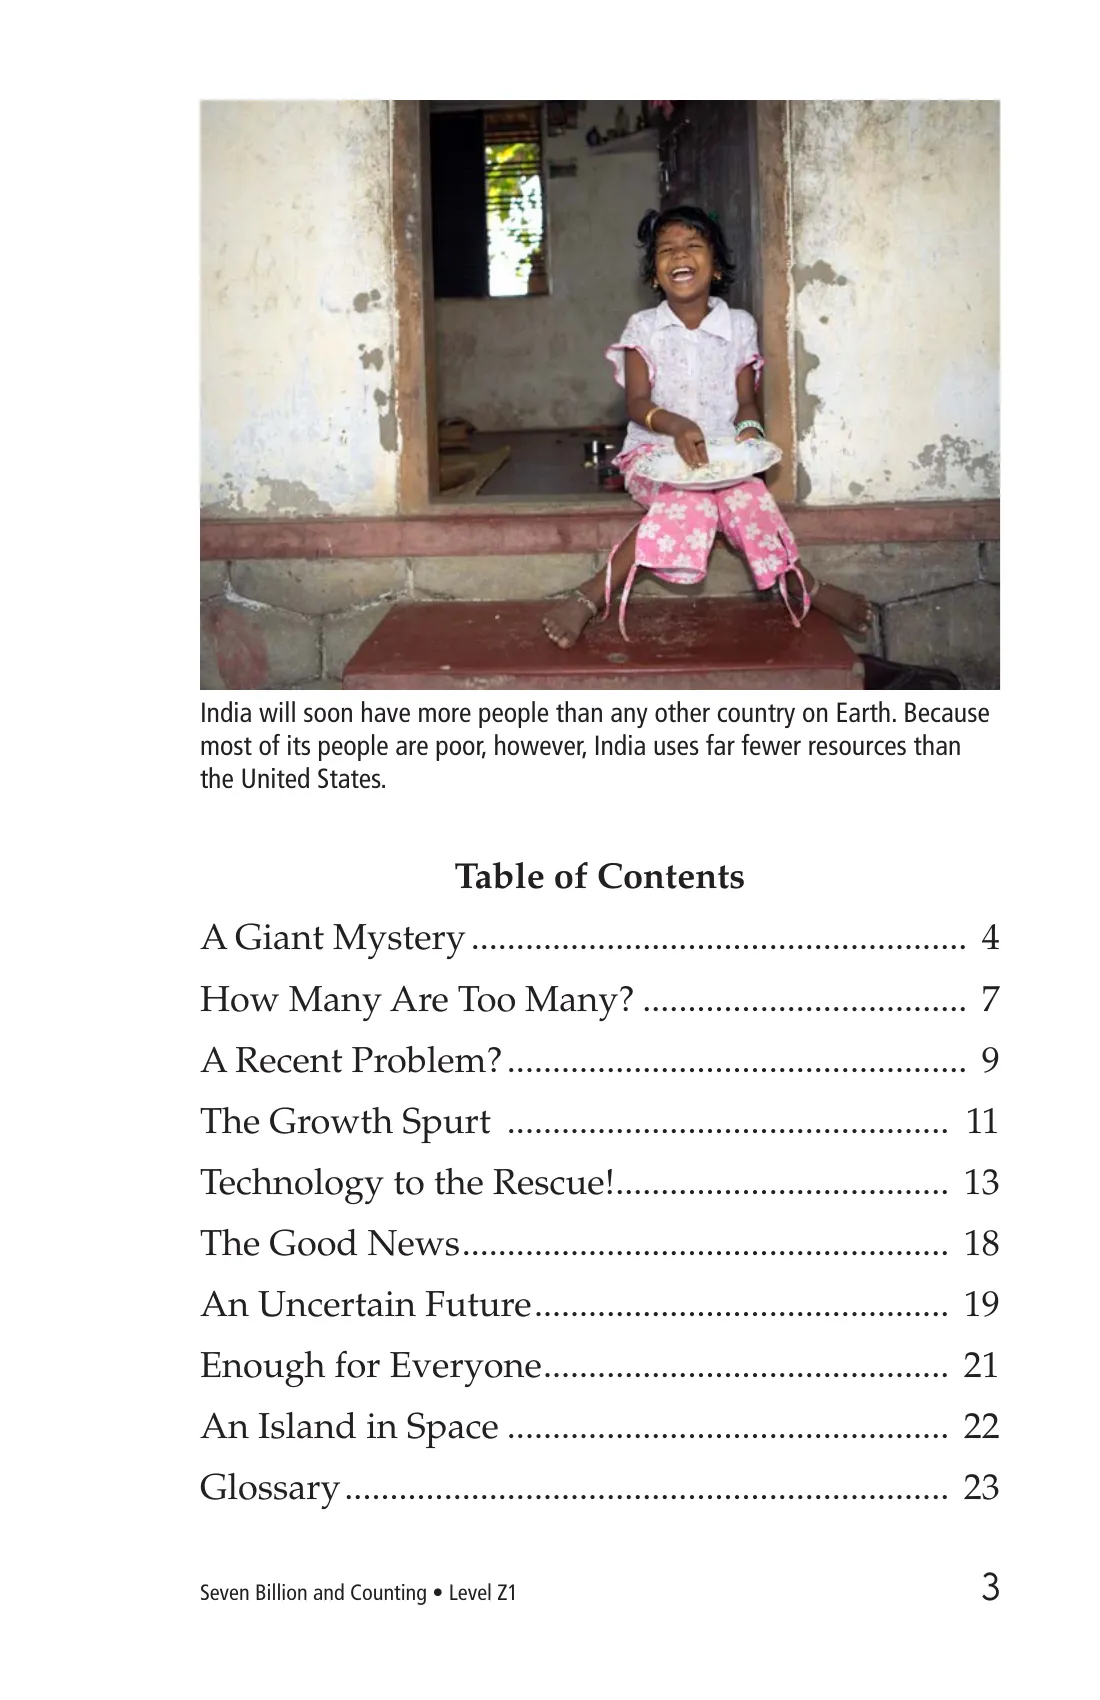 India will soon have more people than any other country on Earth. Because
most of its people are poor, however, India uses far fewer resources than
the United States.
Table of Contents
A Giant Mystery ....................................................... 4
How Many Are Too Many? .................................... 7
A Recent Problem? ................................................... 9
The Growth Spurt ................................................. 11
Technology to the Rescue!..................................... 13
The Good News...................................................... 18
An Uncertain Future.............................................. 19
Enough for Everyone............................................. 21
An Island in Space ................................................. 22
Glossary ................................................................... 23
Seven Billion and Counting • Level Z1 3